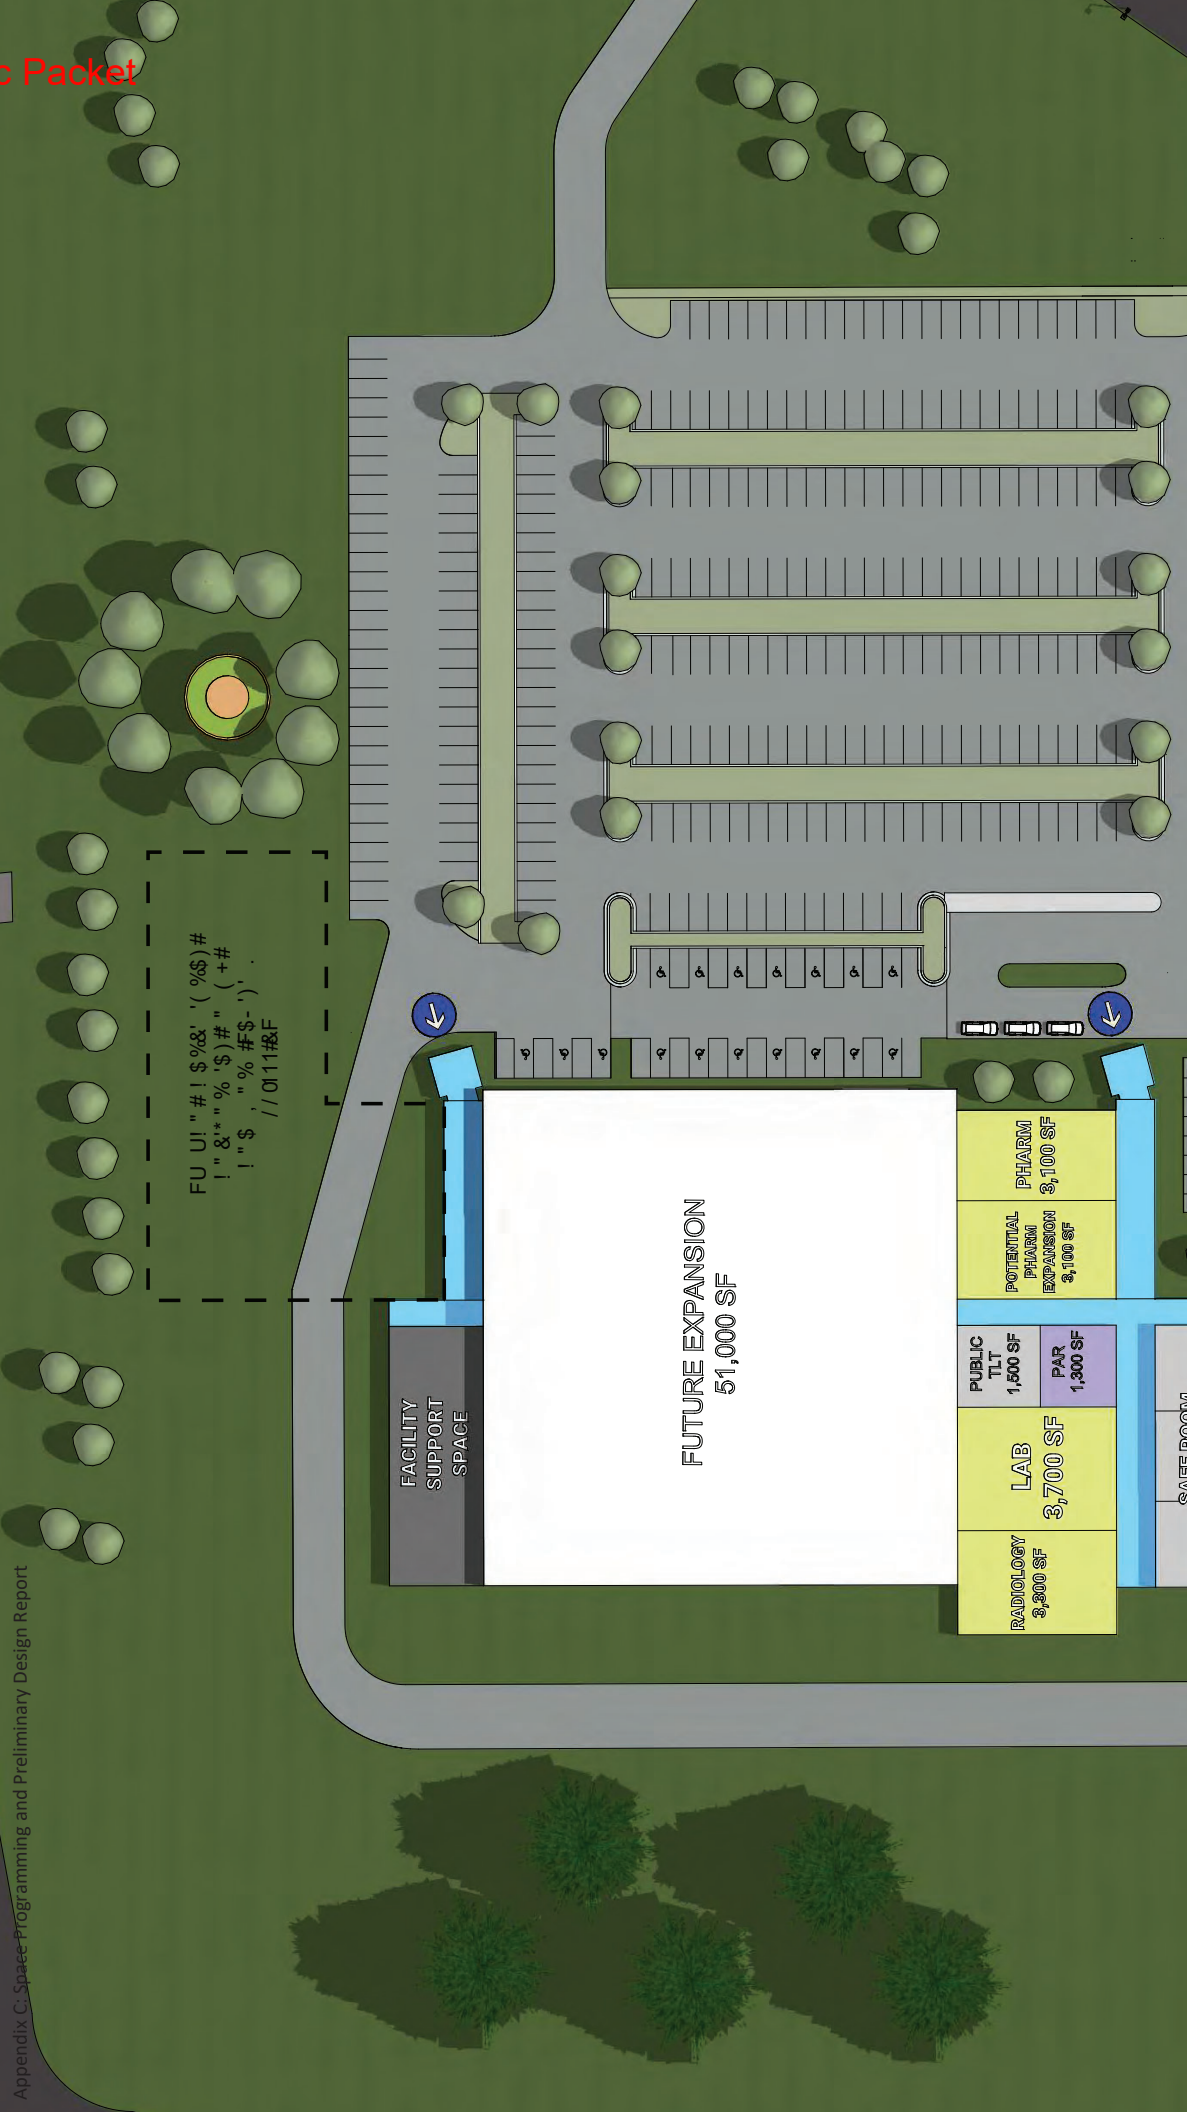 c Packet
FUTURE EXPANSION
51,000 SF
FACILITY
SUPPORT
SPACE
PHARM
3,100 SF
POTENTIAL
PHARM
EXPANSION
3,100 SF
PUBLIC
TLT
1,500 SF
PAR
1,300 SF
LAB
3,700 SF
RADIOLOGY
3,300 SF
SAFE ROOM
Appendix C: Space Programming and Preliminary Design Report